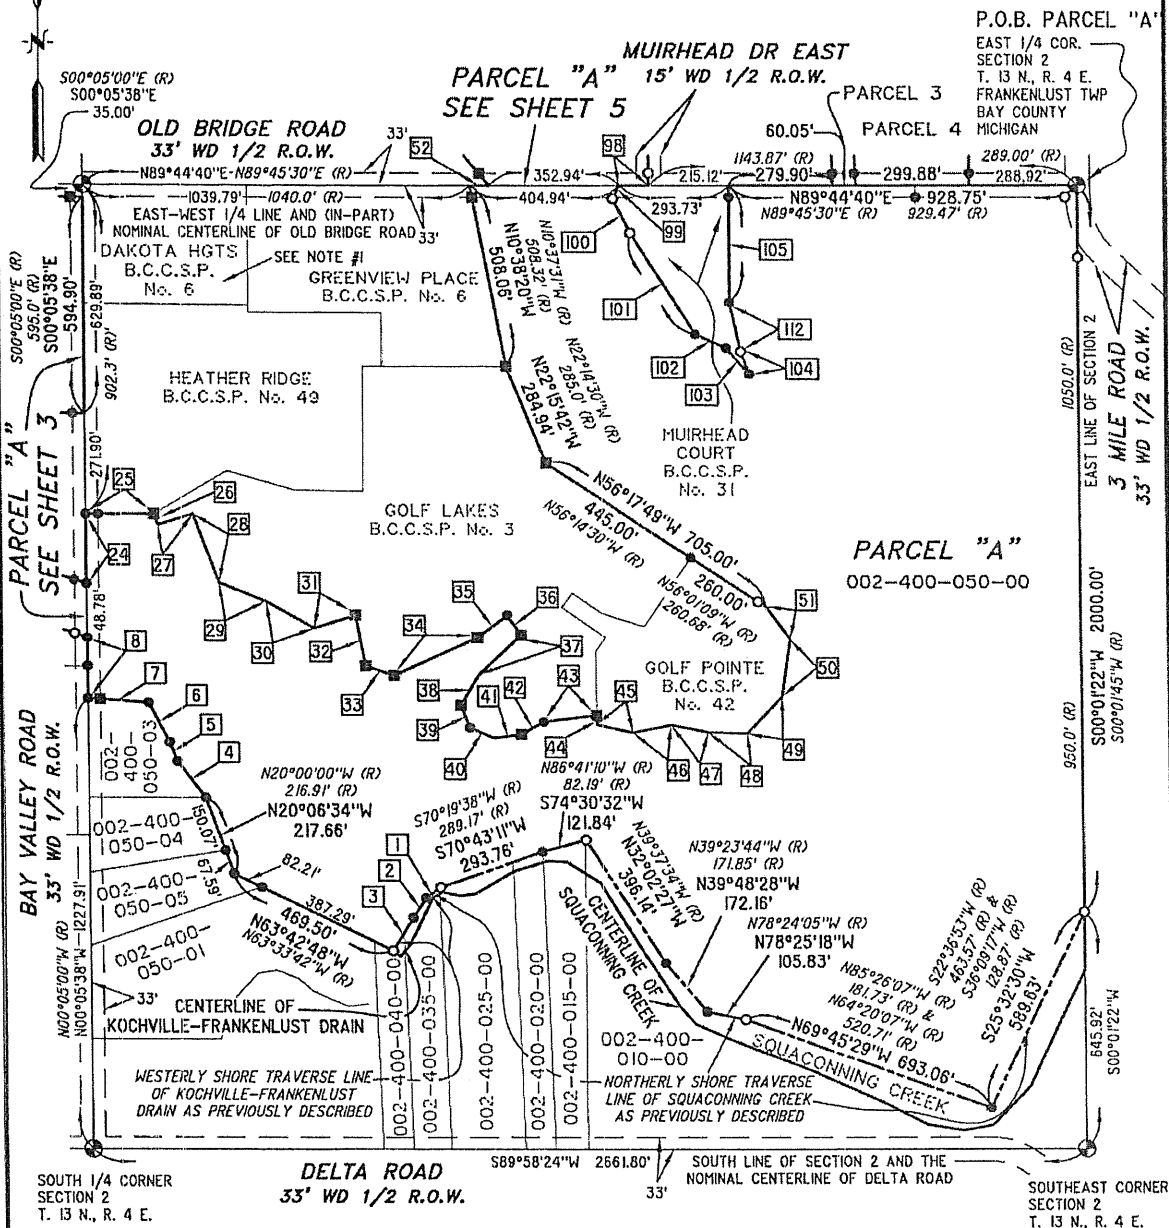 N
P.O.B. PARCEL "A"
EAST 1/4 COR.
SECTION 2
T. 13 N., R. 4 E.
FRANKENLUST TWP
BAY COUNTY
MICHIGAN
MUIRHEAD DR EAST
15' WD 1/2 R.O.W.
PARCEL "A"
SEE SHEET 5
PARCEL 3
PARCEL 4
60.05'
S00°05'00"E (R)
S00°05'38"E
35.00'
OLD BRIDGE ROAD
33' WD 1/2 R.O.W.
33'
52
98
N89°44'40"E-N89°45'30"E (R)
352.94'
215.12'
1143.87' (R)
279.90'
299.88'
289.00' (R)
288.92'
1039.79'
1040.0' (R)
404.94'
293.73'
N89°44'40"E
928.75'
N89°45'30"E (R)
929.47' (R)
EAST-WEST 1/4 LINE AND (IN-PART)
NOMINAL CENTERLINE OF OLD BRIDGE ROAD
33'
99
100
105
101
112
102
103
104
DAKOTA HGTS
B.C.C.S.P.
No. 6
SEE NOTE #1
GREENVIEW PLACE
B.C.C.S.P. No. 6
N10°37'31"W (R)
508.32' (R)
N10°38'20"W
508.06'
S00°05'00"E (R)
595.0' (R)
S00°05'38"E
594.90'
629.89'
902.3' (R)
HEATHER RIDGE
B.C.C.S.P. No. 49
N22°14'30"W (R)
285.0' (R)
N22°15'42"W
284.94'
MUIRHEAD
COURT
B.C.C.S.P.
No. 31
EAST LINE OF SECTION 2
1050.0' (R)
3 MILE ROAD
33' WD 1/2 R.O.W.
PARCEL "A"
SEE SHEET 3
271.90'
25
26
24
27
28
GOLF LAKES
B.C.C.S.P. No. 3
N56°17'49"W 705.00'
445.00'
N56°14'30"W (R)
260.00'
N56°01'09"W (R)
260.68' (R)
PARCEL "A"
002-400-050-00
S00°01'22"W 2000.00'
S00°01'45"W (R)
950.0' (R)
48.78'
29
30
31
32
33
34
35
36
37
38
39
40
41
42
43
44
45
46
47
48
49
50
51
GOLF POINTE
B.C.C.S.P.
No. 42
8
7
6
5
4
BAY VALLEY ROAD
33' WD 1/2 R.O.W.
002-400-050-03
N20°00'00"W (R)
216.91' (R)
N20°06'34"W
217.66'
150.07'
002-400-050-04
67.59'
002-400-050-05
82.21'
387.29'
N63°42'48"W 469.50'
N63°33'42"W (R)
002-400-050-01
1
2
3
S70°19'38"W (R)
289.17' (R)
S70°43'11"W
293.76'
N86°41'10"W (R)
82.19' (R)
S74°30'32"W
121.84'
N39°37'34"W (R)
N32°02'27"W
396.14'
N39°23'44"W (R)
171.85' (R)
N39°48'28"W
172.16'
N78°24'05"W (R)
N78°25'18"W
105.83'
N85°26'07"W (R)
181.73' (R) &
N64°20'07"W (R)
520.71' (R)
N69°45'29"W 693.06'
S22°36'53"W (R)
463.57' (R) &
S36°09'17"W (R)
128.87' (R)
S25°32'30"W
589.63'
CENTERLINE OF
SQUACONNING CREEK
SQUACONNING CREEK
N00°05'00"W (R)
N00°05'38"W
1227.91'
33'
CENTERLINE OF
KOCHVILLE-FRANKENLUST DRAIN
002-400-040-00
002-400-035-00
002-400-025-00
002-400-020-00
002-400-015-00
002-400-010-00
645.92'
S00°01'22"W
WESTERLY SHORE TRAVERSE LINE
OF KOCHVILLE-FRANKENLUST
DRAIN AS PREVIOUSLY DESCRIBED
NORTHERLY SHORE TRAVERSE
LINE OF SQUACONNING CREEK
AS PREVIOUSLY DESCRIBED
DELTA ROAD
33' WD 1/2 R.O.W.
S89°58'24"W 2661.80'
33'
SOUTH LINE OF SECTION 2 AND THE
NOMINAL CENTERLINE OF DELTA ROAD
SOUTH 1/4 CORNER
SECTION 2
T. 13 N., R. 4 E.
SOUTHEAST CORNER
SECTION 2
T. 13 N., R. 4 E.